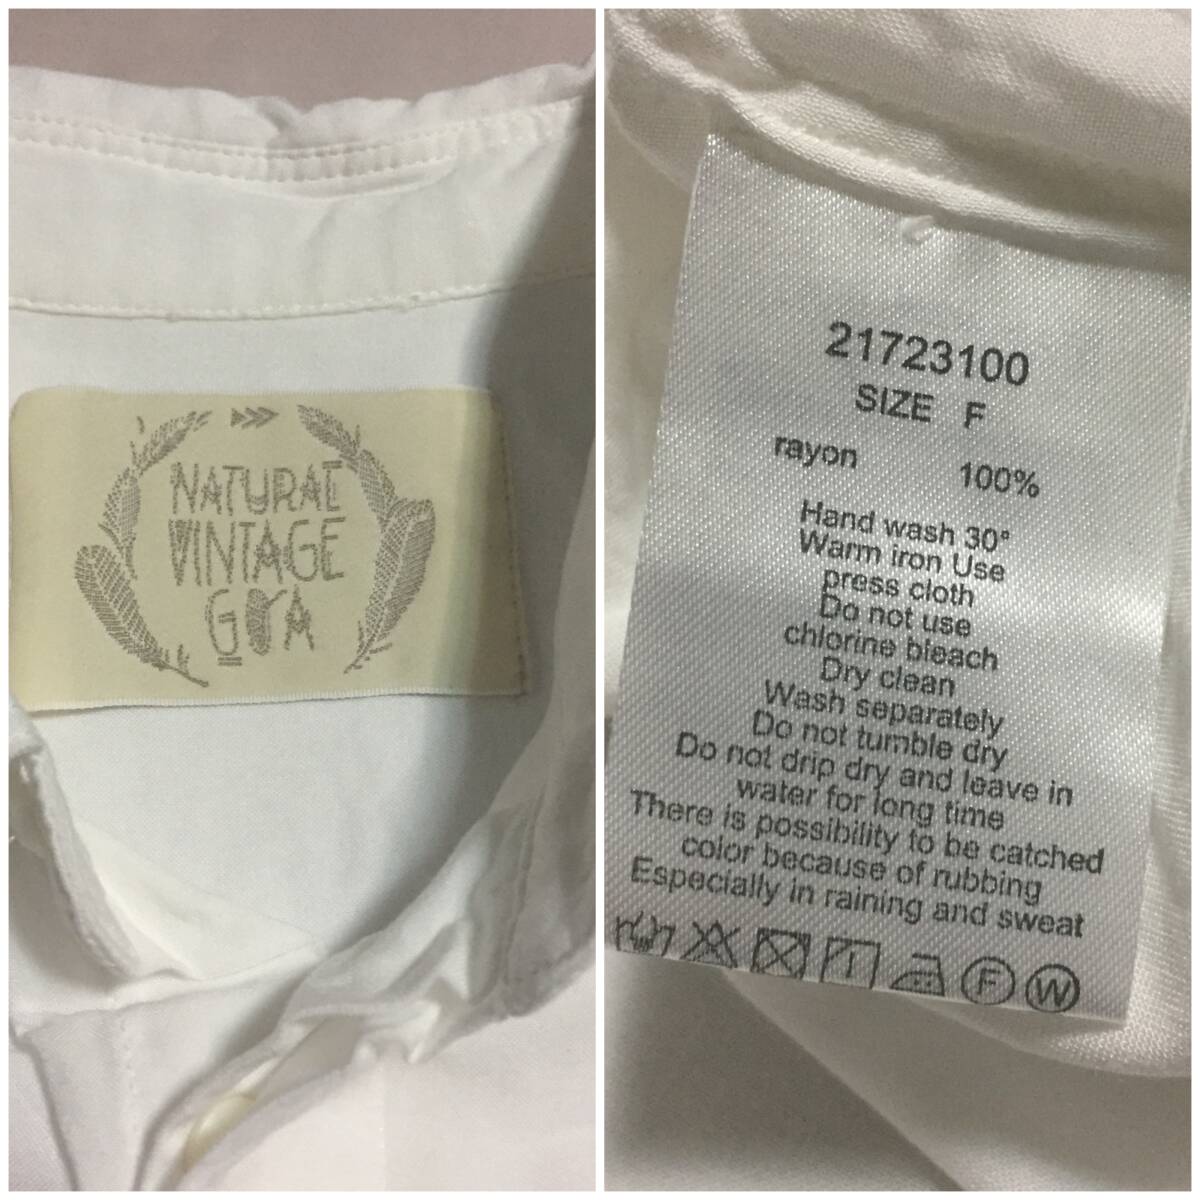 NATURAL
VINTAGE
GOYA
21723100
SIZE F
rayon 100%
Hand wash 30°
Warm iron Use
press cloth
Do not use
chlorine bleach
Dry clean
Wash separately
Do not tumble dry
Do not drip dry and leave in
water for long time
There is possibility to be catched
color because of rubbing
Especially in raining and sweat
F W